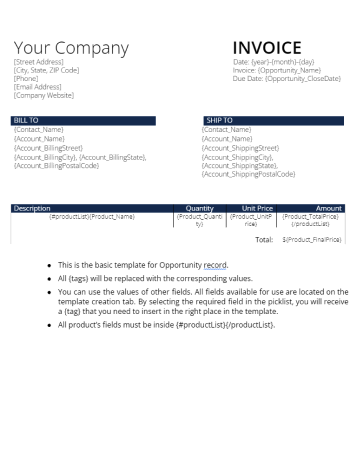 Your Company
INVOICE
[Street Address]
[City, State, ZIP Code]
[Phone]
[Email Address]
[Company Website]
Date: {year}-{month}-{day}
Invoice: {Opportunity_Name}
Due Date: {Opportunity_CloseDate}
BILL TO
{Contact_Name}
{Account_Name}
{Account_BillingStreet}
{Account_BillingCity}, {Account_BillingState},
{Account_BillingPostalCode}
SHIP TO
{Contact_Name}
{Account_Name}
{Account_ShippingStreet}
{Account_ShippingCity},
{Account_ShippingState},
{Account_ShippingPostalCode}
Description Quantity Unit Price Amount
{#productList}{Product_Name} {Product_Quanti {Product_UnitP {Product_TotalPrice}
ty} rice} {/productList}
Total: ${Product_FinalPrice}
• This is the basic template for Opportunity record.
• All {tags} will be replaced with the corresponding values.
• You can use the values of other fields. All fields available for use are located on the
template creation tab. By selecting the required field in the picklist, you will receive
a {tag} that you need to insert in the right place in the template.
• All product's fields must be inside {#productList}{/productList}.